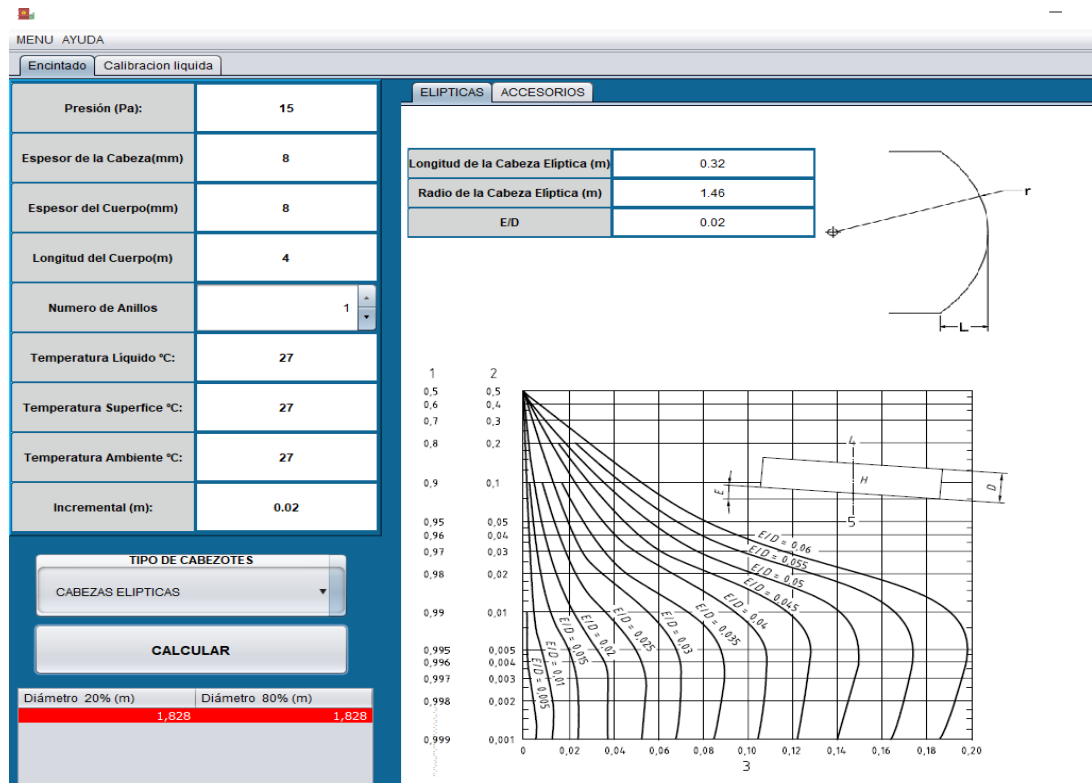 MENU AYUDA
Encintado Calibracion liquida
Presión (Pa): 15
Espesor de la Cabeza(mm) 8
Espesor del Cuerpo(mm) 8
Longitud del Cuerpo(m) 4
Numero de Anillos 1
Temperatura Líquido ºC: 27
Temperatura Superfice ºC: 27
Temperatura Ambiente ºC: 27
Incremental (m): 0.02
TIPO DE CABEZOTES
CABEZAS ELIPTICAS
CALCULAR
Diámetro 20% (m) Diámetro 80% (m)
1,828 1,828
ELIPTICAS ACCESORIOS
Longitud de la Cabeza Elíptica (m) 0.32
Radio de la Cabeza Elíptica (m) 1.46
E/D 0.02
r
L
1 2
0,5 0,5
0,6 0,4
0,7 0,3
0,8 0,2
0,9 0,1
0,95 0,05
0,96 0,04
0,97 0,03
0,98 0,02
0,99 0,01
0,995 0,005
0,996 0,004
0,997 0,003
0,998 0,002
0,999 0,001
4
H
E
D
5
E/D = 0,06
E/D = 0,055
E/D = 0,05
E/D = 0,045
E/D = 0,04
E/D = 0,035
E/D = 0,03
E/D = 0,025
E/D = 0,02
E/D = 0,015
E/D = 0,01
E/D = 0,005
0 0,02 0,04 0,06 0,08 0,10 0,12 0,14 0,16 0,18 0,20
3